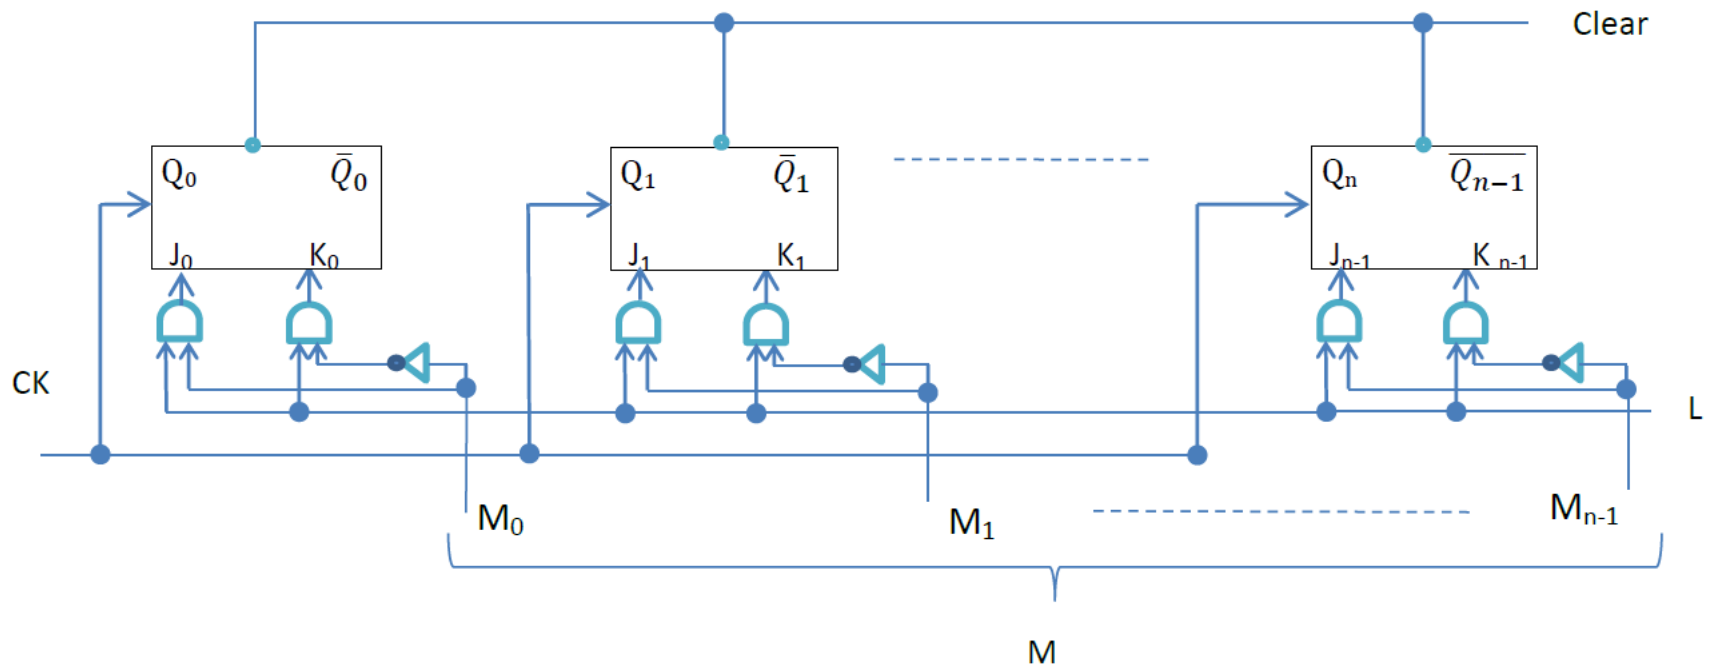 Clear
Q₀ Q̅₀ Q₁ Q̅₁ Qₙ Q̅ₙ₋₁
J₀ K₀ J₁ K₁ Jₙ₋₁ K ₙ₋₁
CK
L
M₀ M₁ Mₙ₋₁
M